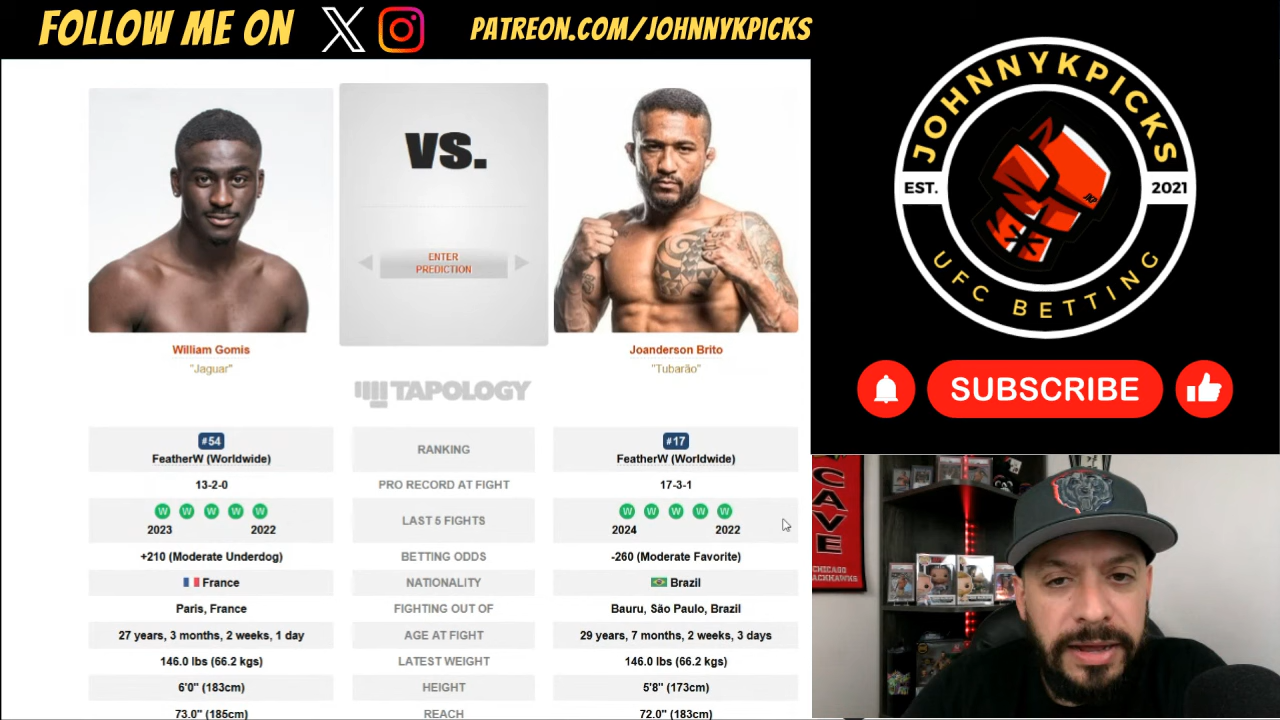 FOLLOW ME ON
PATREON.COM/JOHNNYKPICKS
VS.
ENTER
PREDICTION
William Gomis
"Jaguar"
Joanderson Brito
"Tubarão"
TAPOLOGY
#54
FeatherW (Worldwide)
RANKING
#17
FeatherW (Worldwide)
13-2-0
PRO RECORD AT FIGHT
17-3-1
W W W W W
2023 2022
LAST 5 FIGHTS
W W W W W
2024 2022
+210 (Moderate Underdog)
BETTING ODDS
-260 (Moderate Favorite)
France
NATIONALITY
Brazil
Paris, France
FIGHTING OUT OF
Bauru, São Paulo, Brazil
27 years, 3 months, 2 weeks, 1 day
AGE AT FIGHT
29 years, 7 months, 2 weeks, 3 days
146.0 lbs (66.2 kgs)
LATEST WEIGHT
146.0 lbs (66.2 kgs)
6'0" (183cm)
HEIGHT
5'8" (173cm)
73.0" (185cm)
REACH
72.0" (183cm)
JOHNNYKPICKS
EST. 2021
JKP
UFC BETTING
SUBSCRIBE
CAVE
CHICAGO
BLACKHAWKS